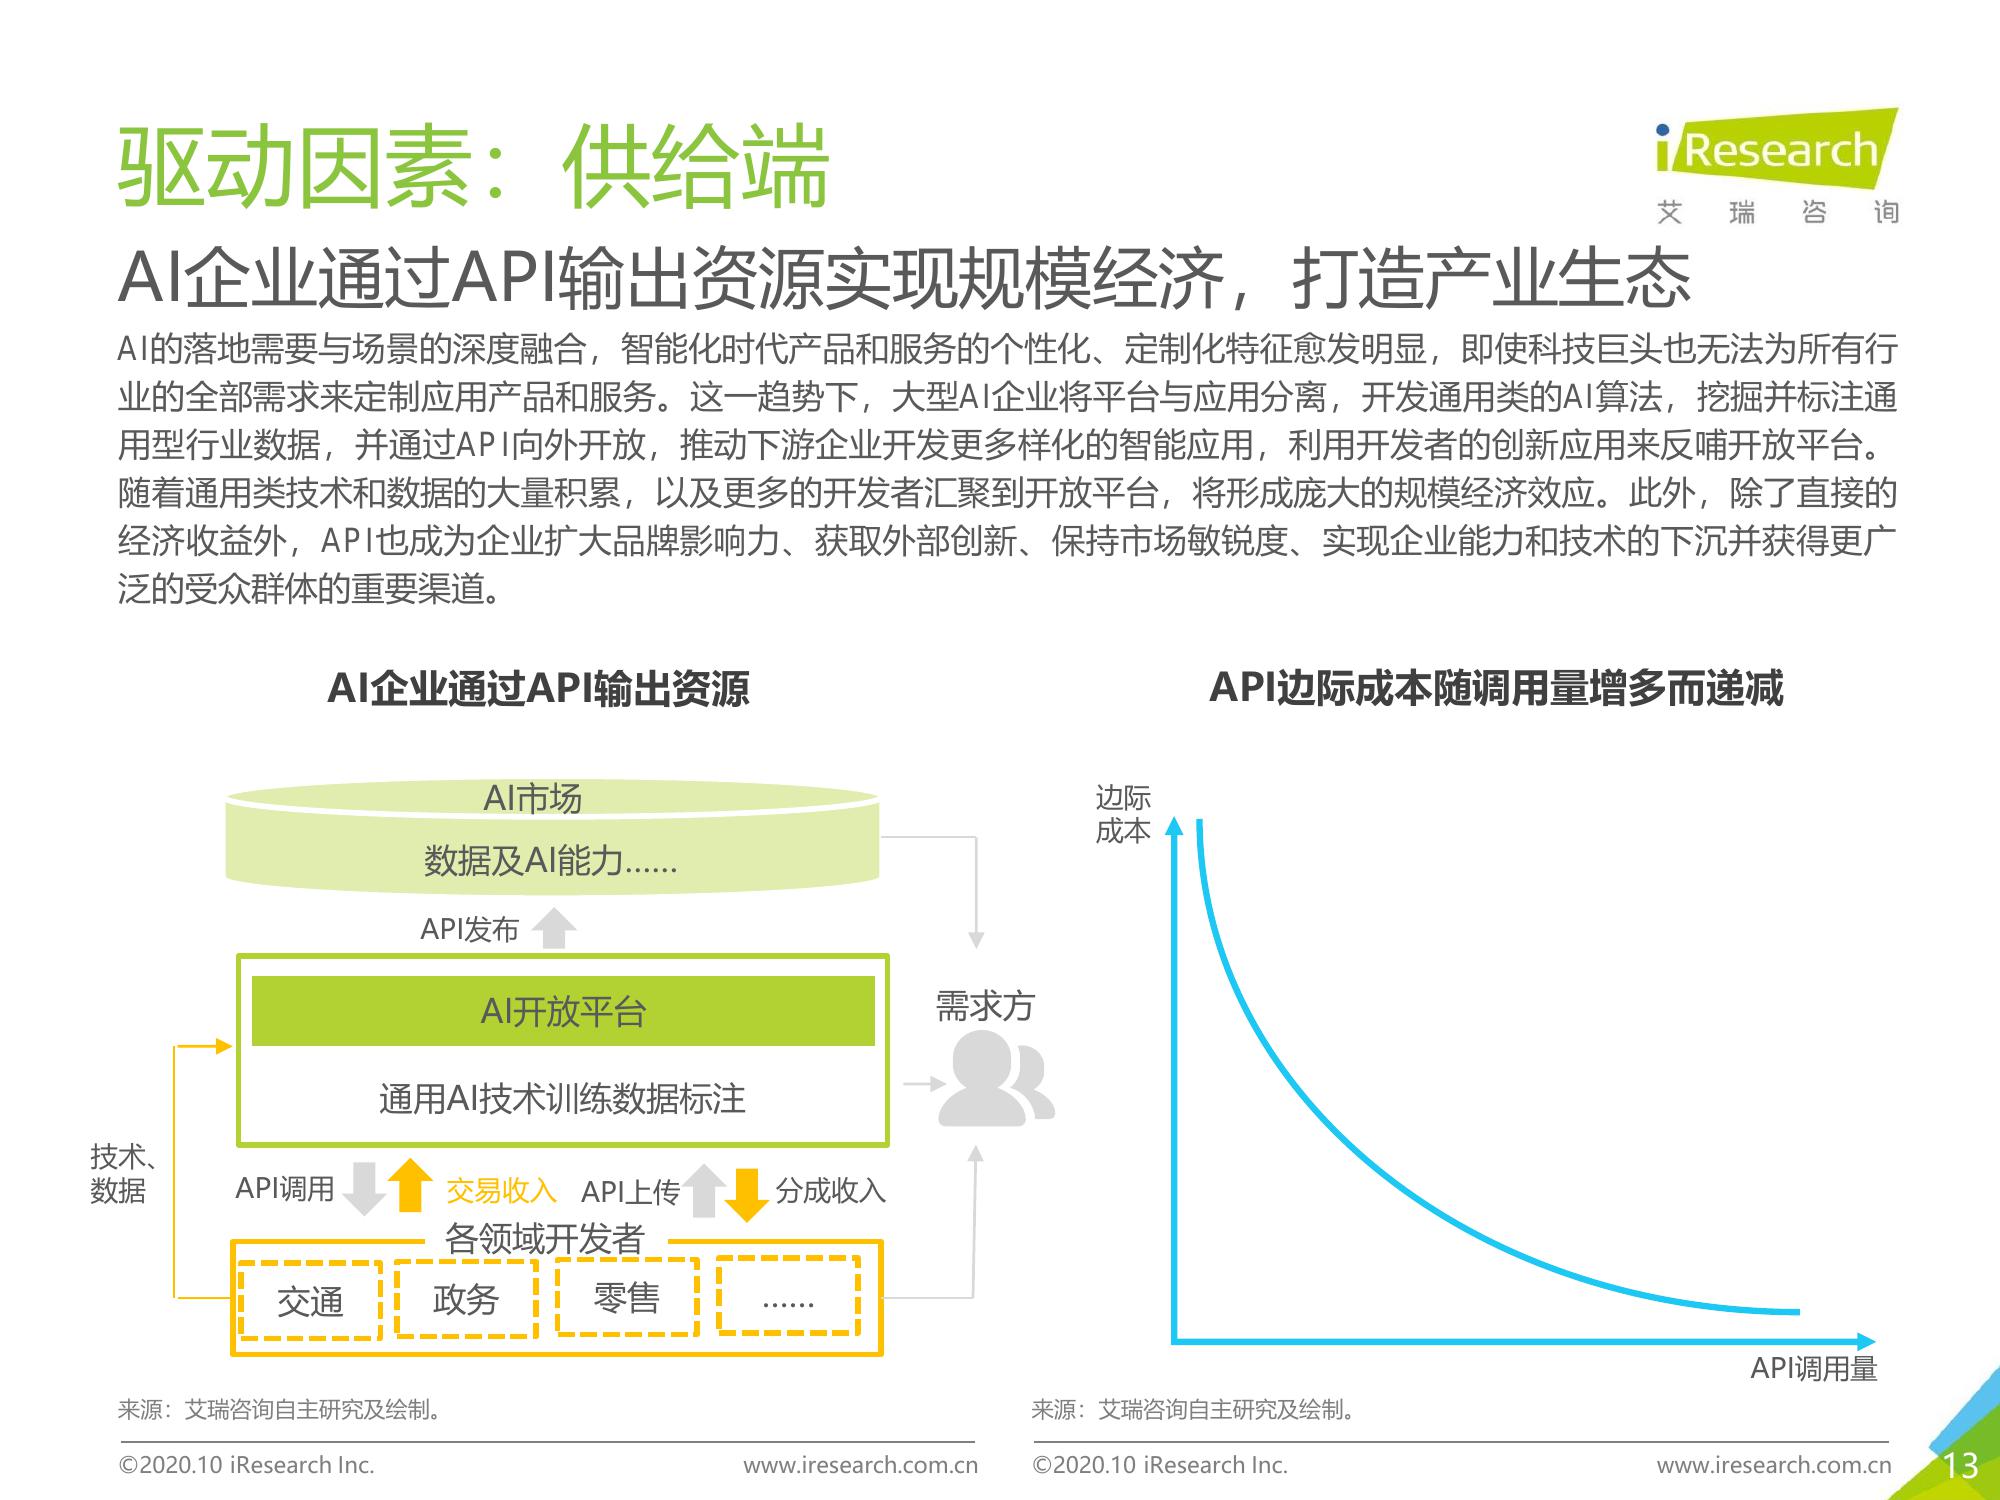 驱动因素：供给端
iResearch
艾瑞咨询
AI企业通过API输出资源实现规模经济，打造产业生态
AI的落地需要与场景的深度融合，智能化时代产品和服务的个性化、定制化特征愈发明显，即使科技巨头也无法为所有行
业的全部需求来定制应用产品和服务。这一趋势下，大型AI企业将平台与应用分离，开发通用类的AI算法，挖掘并标注通
用型行业数据，并通过API向外开放，推动下游企业开发更多样化的智能应用，利用开发者的创新应用来反哺开放平台。
随着通用类技术和数据的大量积累，以及更多的开发者汇聚到开放平台，将形成庞大的规模经济效应。此外，除了直接的
经济收益外，API也成为企业扩大品牌影响力、获取外部创新、保持市场敏锐度、实现企业能力和技术的下沉并获得更广
泛的受众群体的重要渠道。
AI企业通过API输出资源
AI市场
数据及AI能力……
API发布
AI开放平台
通用AI技术训练数据标注
需求方
技术、
数据
API调用
交易收入
API上传
分成收入
各领域开发者
交通
政务
零售
……
来源：艾瑞咨询自主研究及绘制。
©2020.10 iResearch Inc.
www.iresearch.com.cn
API边际成本随调用量增多而递减
边际
成本
API调用量
来源：艾瑞咨询自主研究及绘制。
©2020.10 iResearch Inc.
www.iresearch.com.cn
13